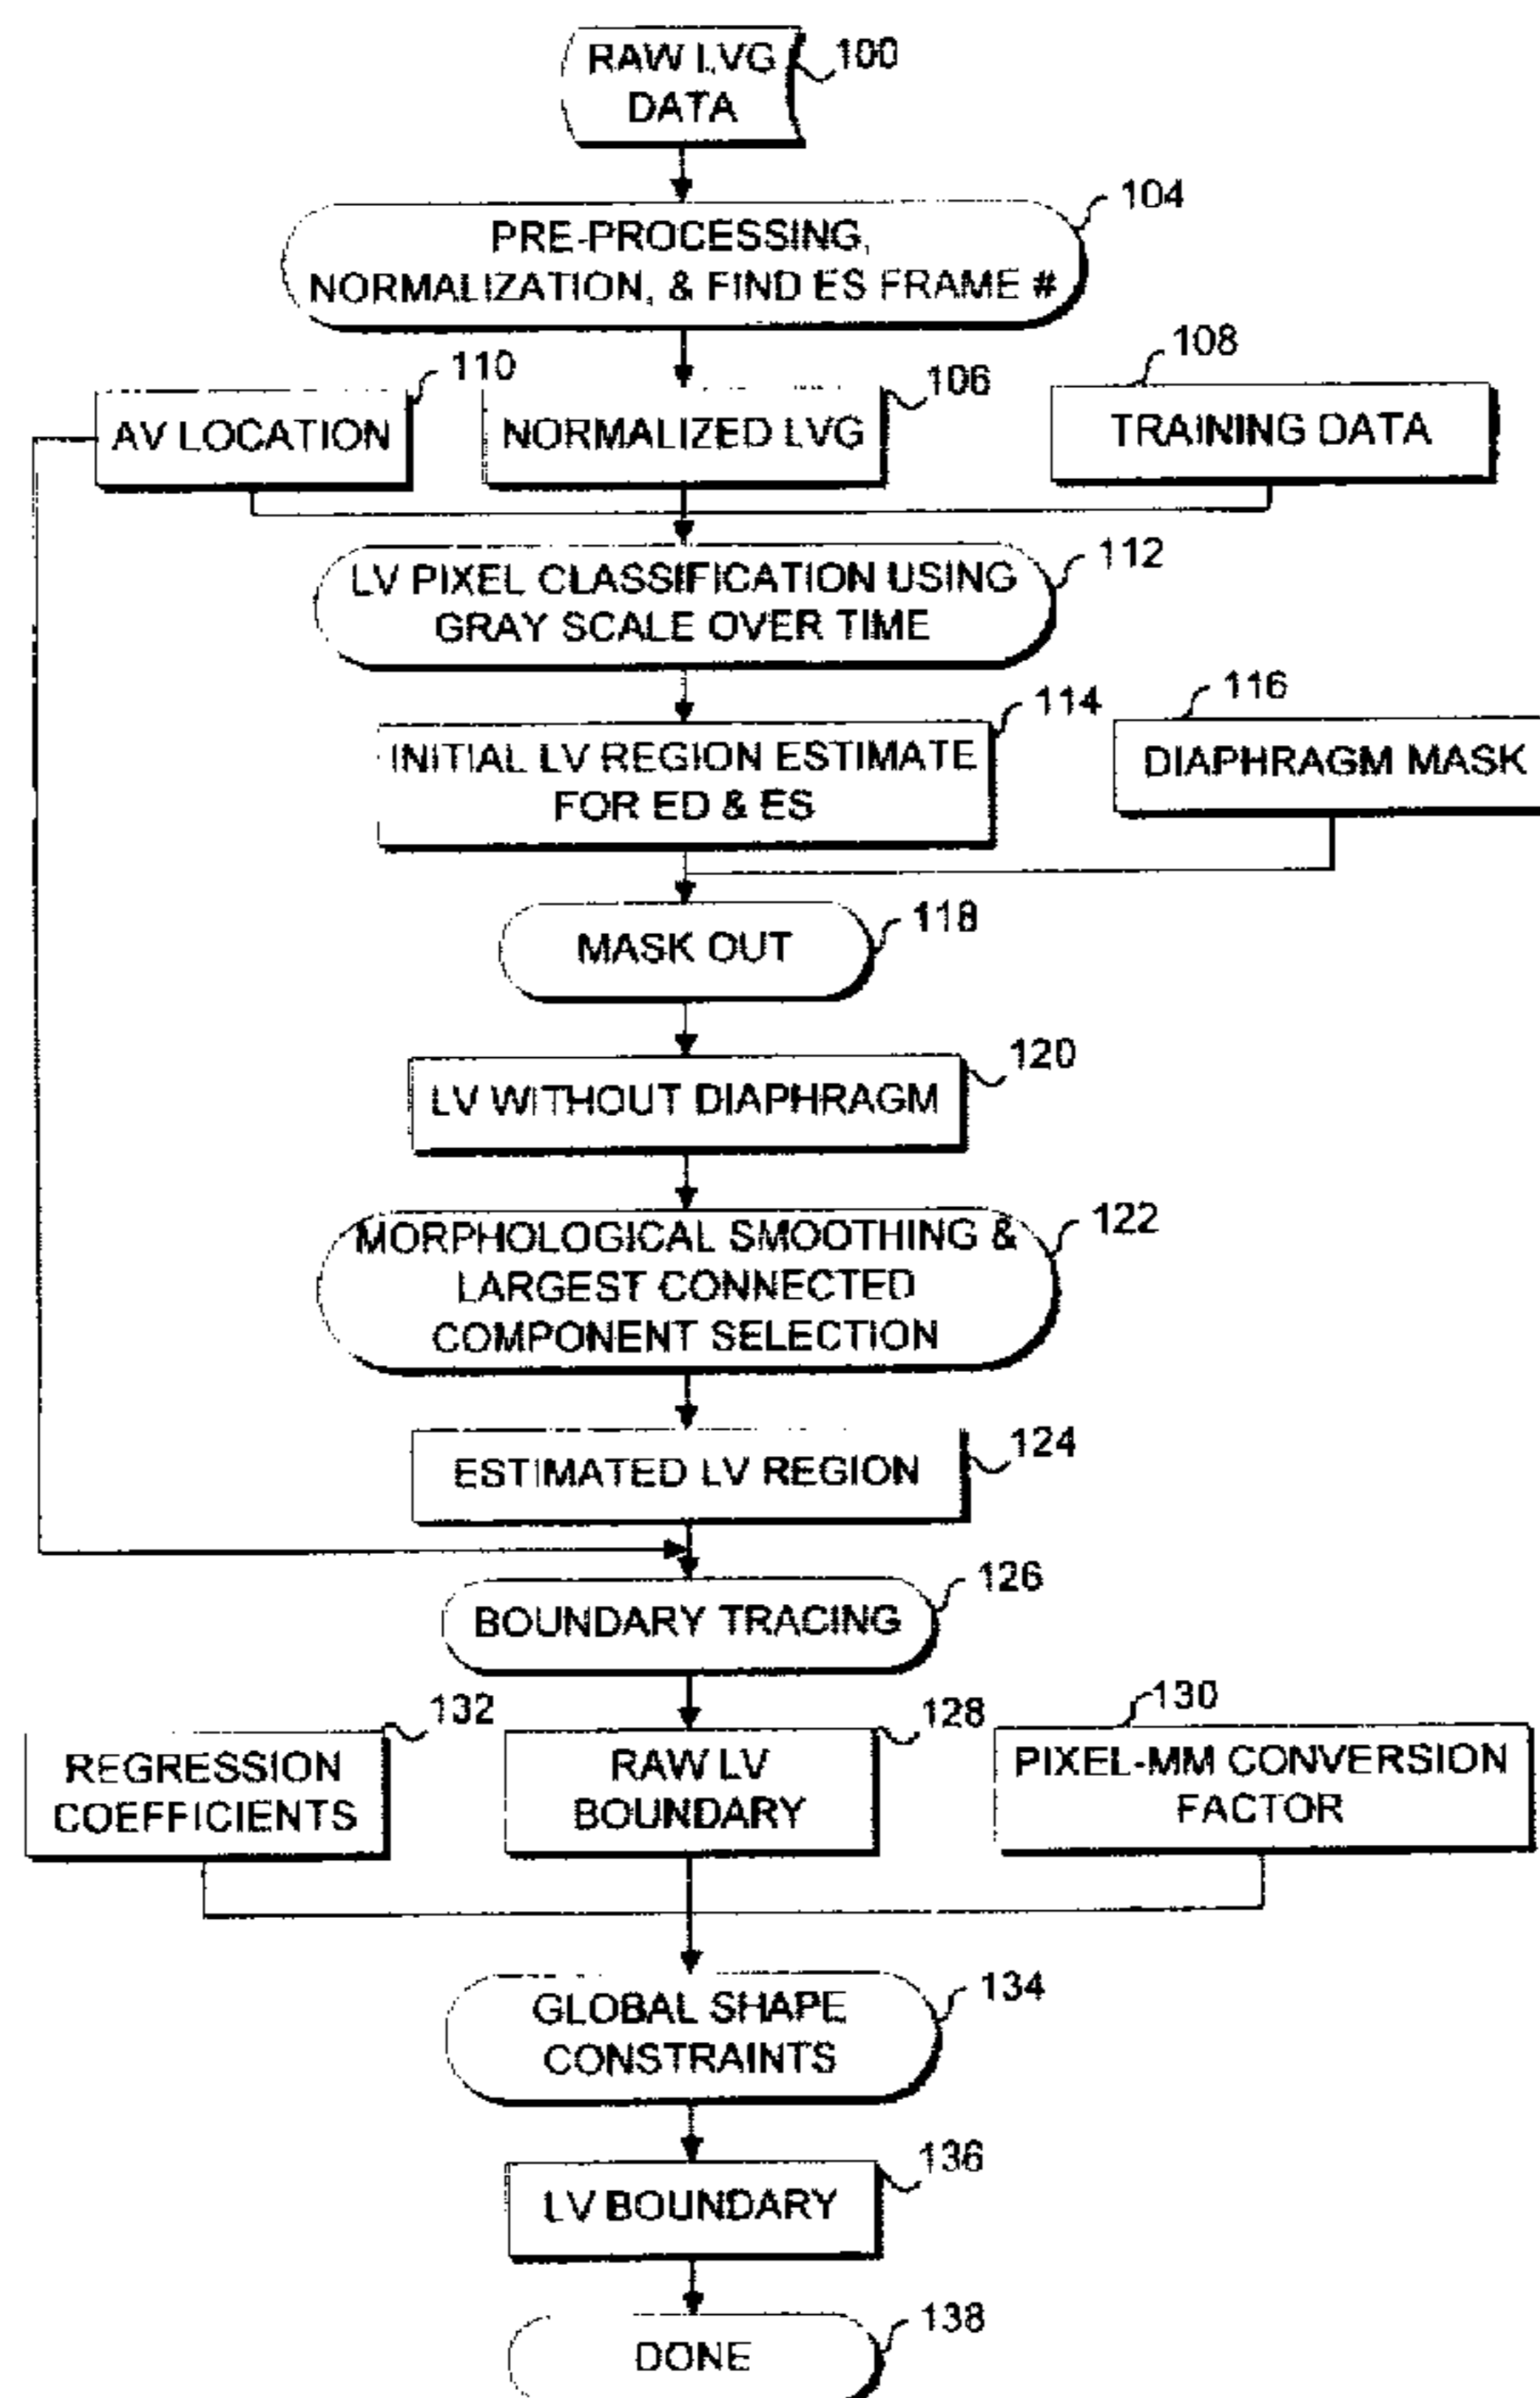 RAW LVG
DATA
100
PRE-PROCESSING,
NORMALIZATION, & FIND ES FRAME #
104
AV LOCATION
110
NORMALIZED LVG
106
TRAINING DATA
108
LV PIXEL CLASSIFICATION USING
GRAY SCALE OVER TIME
112
INITIAL LV REGION ESTIMATE
FOR ED & ES
114
DIAPHRAGM MASK
116
MASK OUT
118
LV WITHOUT DIAPHRAGM
120
MORPHOLOGICAL SMOOTHING &
LARGEST CONNECTED
COMPONENT SELECTION
122
ESTIMATED LV REGION
124
BOUNDARY TRACING
126
REGRESSION
COEFFICIENTS
132
RAW LV
BOUNDARY
128
PIXEL-MM CONVERSION
FACTOR
130
GLOBAL SHAPE
CONSTRAINTS
134
LV BOUNDARY
136
DONE
138